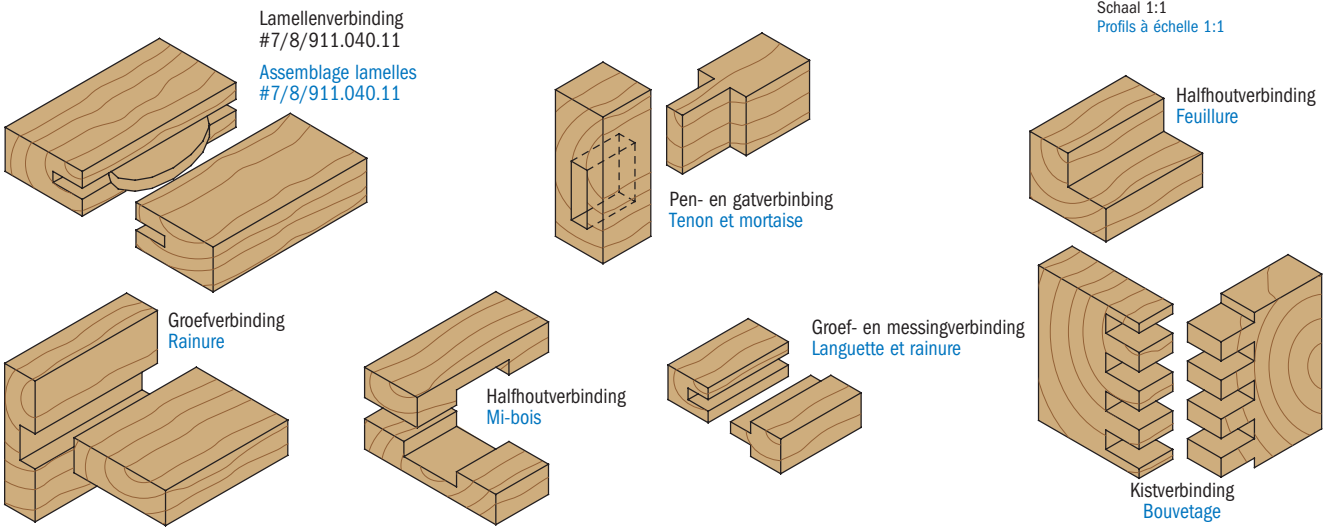 Lamellenverbinding
#7/8/911.040.11
Assemblage lamelles
#7/8/911.040.11
Schaal 1:1
Profils à échelle 1:1
Halfhoutverbinding
Feuillure
Pen- en gatverbinbing
Tenon et mortaise
Groefverbinding
Rainure
Halfhoutverbinding
Mi-bois
Groef- en messingverbinding
Languette et rainure
Kistverbinding
Bouvetage